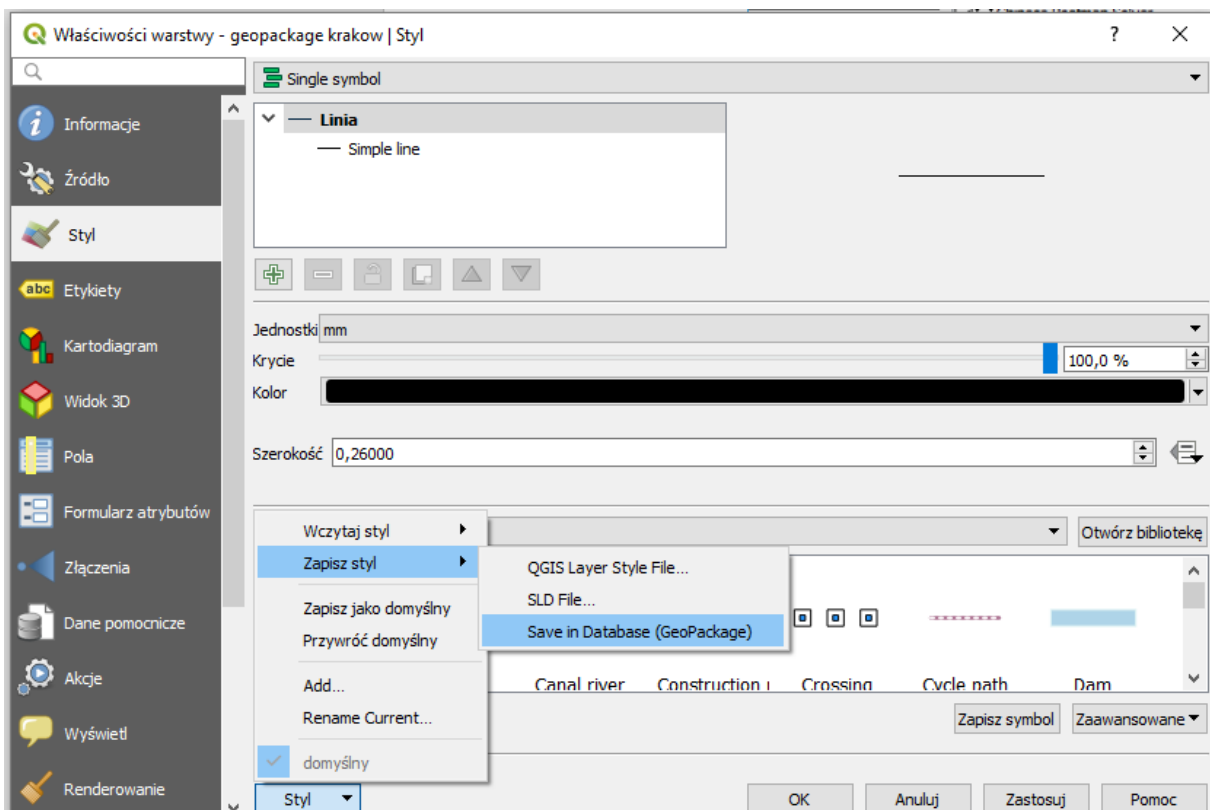 Właściwości warstwy - geopackage krakow | Styl
?
Single symbol
Informacje
Źródło
Styl
abc Etykiety
Kartodiagram
Widok 3D
Pola
Formularz atrybutów
Złączenia
Dane pomocnicze
Akcje
Wyświetl
Renderowanie
Linia
Simple line
Jednostki mm
Krycie 100,0 %
Kolor
Szerokość 0,26000
Otwórz bibliotekę
Wczytaj styl
Zapisz styl
Zapisz jako domyślny
Przywróć domyślny
Add...
Rename Current...
domyślny
QGIS Layer Style File...
SLD File...
Save in Database (GeoPackage)
Canal river Construction Crossing Cycle path Dam
Zapisz symbol Zaawansowane
Styl OK Anuluj Zastosuj Pomoc